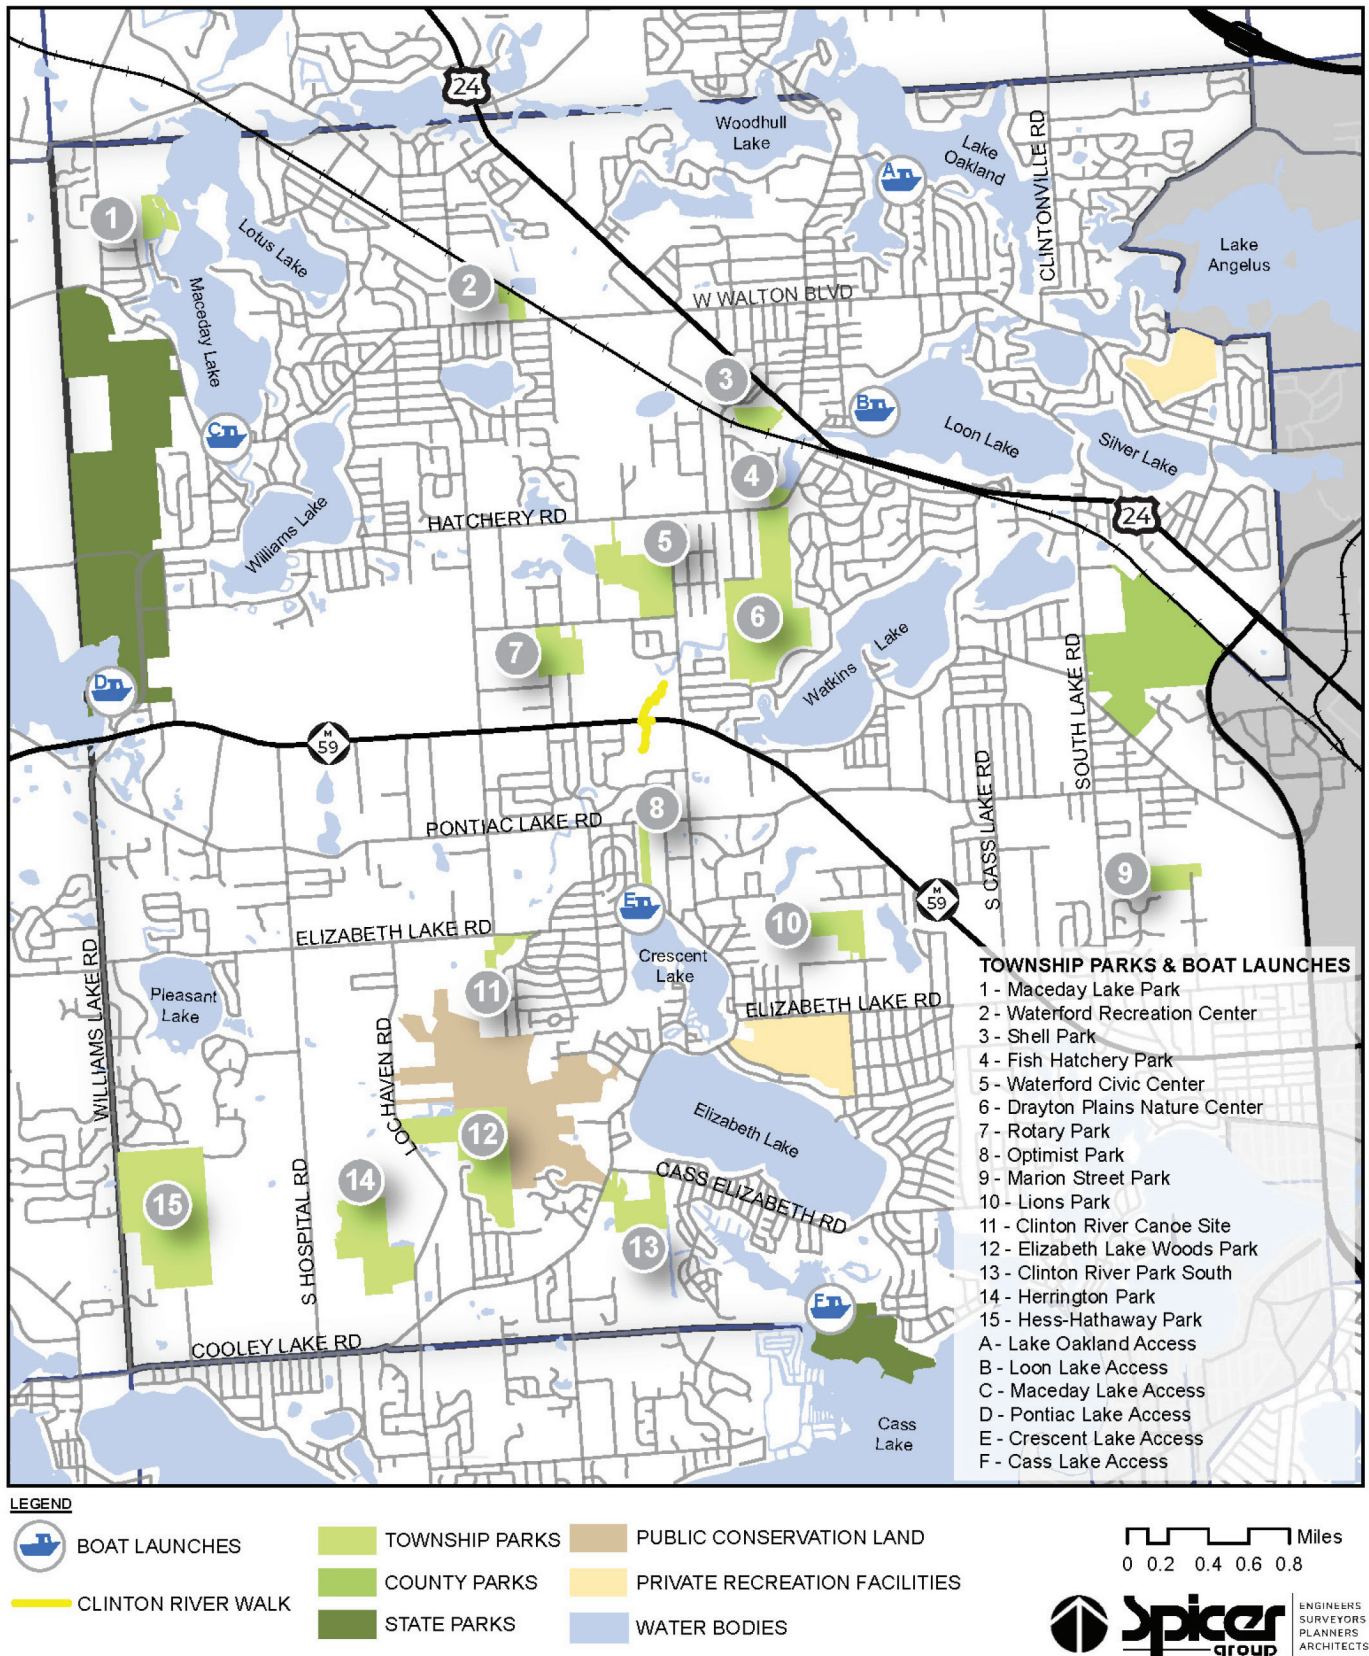 24
Woodhull
Lake
Lake
Oakland
CLINTONVILLE RD
A
1
Lotus Lake
Lake
Angelus
2
Maceday Lake
W WALTON BLVD
3
B
C
Loon Lake
Silver Lake
4
24
Williams Lake
HATCHERY RD
5
6
7
Watkins
Lake
SOUTH LAKE RD
D
M
59
8
PONTIAC LAKE RD
S CASS LAKE RD
9
M
59
E
10
ELIZABETH LAKE RD
Crescent
Lake
11
Pleasant
Lake
WILLIAMS LAKE RD
ELIZABETH LAKE RD
LOCHAVEN RD
Elizabeth Lake
12
14
15
S HOSPITAL RD
CASS ELIZABETH RD
13
F
COOLEY LAKE RD
Cass
Lake
TOWNSHIP PARKS & BOAT LAUNCHES
1 - Maceday Lake Park
2 - Waterford Recreation Center
3 - Shell Park
4 - Fish Hatchery Park
5 - Waterford Civic Center
6 - Drayton Plains Nature Center
7 - Rotary Park
8 - Optimist Park
9 - Marion Street Park
10 - Lions Park
11 - Clinton River Canoe Site
12 - Elizabeth Lake Woods Park
13 - Clinton River Park South
14 - Herrington Park
15 - Hess-Hathaway Park
A - Lake Oakland Access
B - Loon Lake Access
C - Maceday Lake Access
D - Pontiac Lake Access
E - Crescent Lake Access
F - Cass Lake Access
LEGEND
BOAT LAUNCHES
CLINTON RIVER WALK
TOWNSHIP PARKS
COUNTY PARKS
STATE PARKS
PUBLIC CONSERVATION LAND
PRIVATE RECREATION FACILITIES
WATER BODIES
Miles
0 0.2 0.4 0.6 0.8
Spicer
group
ENGINEERS
SURVEYORS
PLANNERS
ARCHITECTS